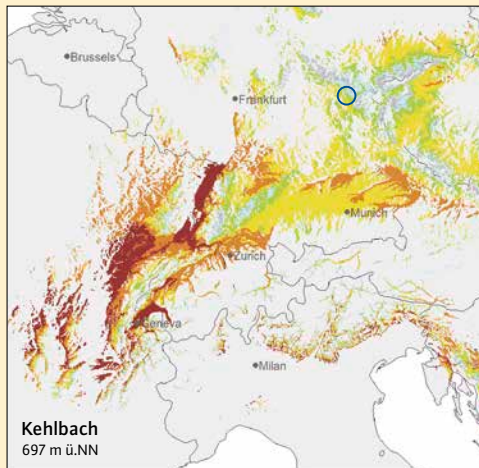 Brussels
Frankfurt
Munich
Zurich
Geneva
Milan
Kehlbach
697 m ü.NN